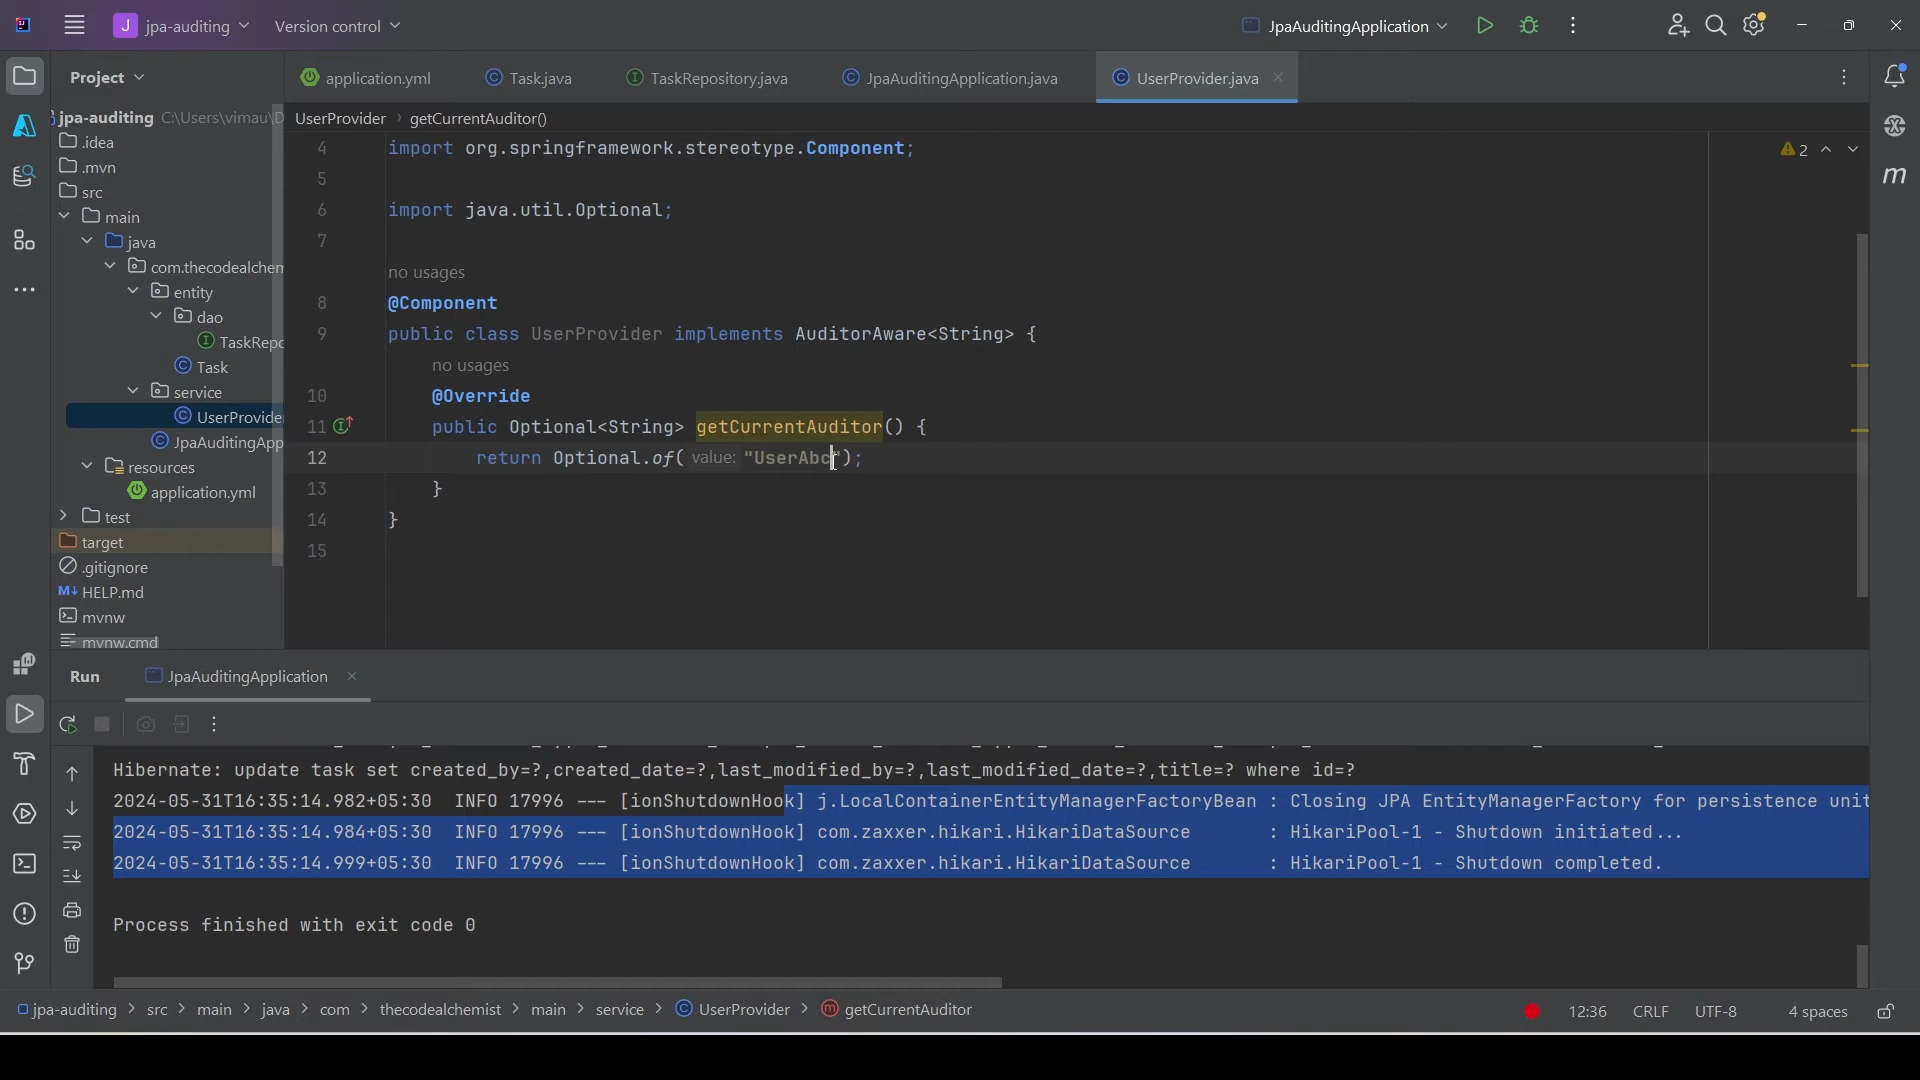 J jpa-auditing Version control JpaAuditingApplication
Project
application.yml Task.java TaskRepository.java JpaAuditingApplication.java UserProvider.java
jpa-auditing C:\Users\vimau\D
.idea
.mvn
src
main
java
com.thecodealchem
entity
dao
TaskRepo
Task
service
UserProvider
JpaAuditingApp
resources
application.yml
test
target
.gitignore
M↓ HELP.md
mvnw
mvnw.cmd
UserProvider › getCurrentAuditor()
2
m
4 import org.springframework.stereotype.Component;
5
6 import java.util.Optional;
7
no usages
8 @Component
9 public class UserProvider implements AuditorAware<String> {
no usages
10 @Override
11 public Optional<String> getCurrentAuditor() {
12 return Optional.of( value: "UserAbc");
13 }
14 }
15
Run JpaAuditingApplication
Hibernate: update task set created_by=?,created_date=?,last_modified_by=?,last_modified_date=?,title=? where id=?
2024-05-31T16:35:14.982+05:30 INFO 17996 --- [ionShutdownHook] j.LocalContainerEntityManagerFactoryBean : Closing JPA EntityManagerFactory for persistence unit
2024-05-31T16:35:14.984+05:30 INFO 17996 --- [ionShutdownHook] com.zaxxer.hikari.HikariDataSource : HikariPool-1 - Shutdown initiated...
2024-05-31T16:35:14.999+05:30 INFO 17996 --- [ionShutdownHook] com.zaxxer.hikari.HikariDataSource : HikariPool-1 - Shutdown completed.
Process finished with exit code 0
jpa-auditing > src > main > java > com > thecodealchemist > main > service > UserProvider > getCurrentAuditor 12:36 CRLF UTF-8 4 spaces